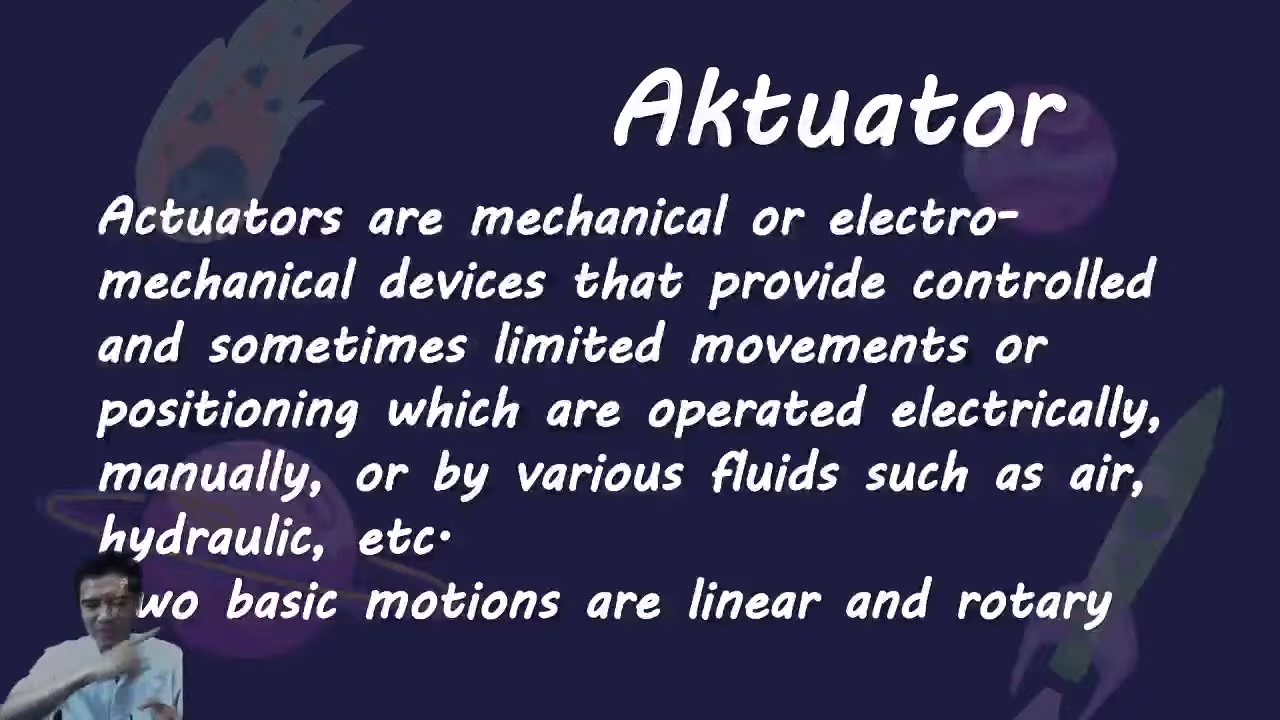 Aktuator
Actuators are mechanical or electro-
mechanical devices that provide controlled
and sometimes limited movements or
positioning which are operated electrically,
manually, or by various fluids such as air,
hydraulic, etc.
Two basic motions are linear and rotary